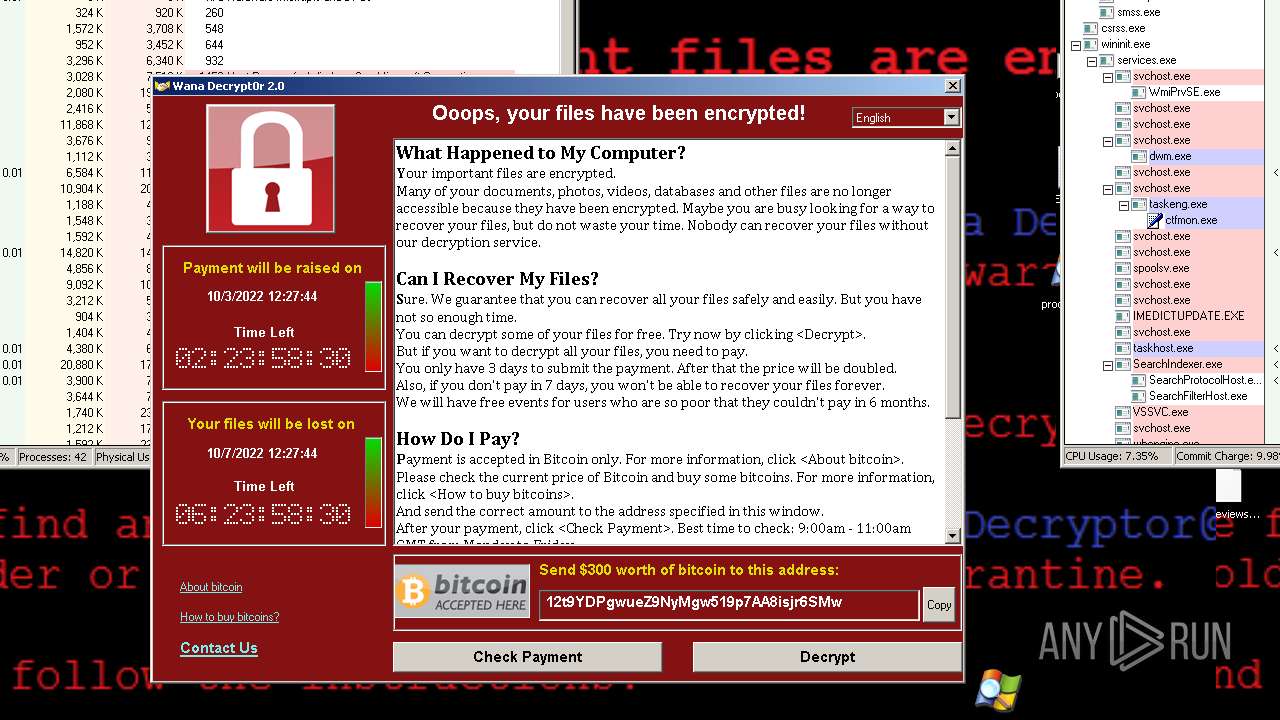 324 K 920 K 260
1,572 K 3,708 K 548
952 K 3,452 K 644
3,296 K 6,340 K 932
3,028 K
2,080 K
2,416 K
11,868 K
3,676 K
1,112 K
0.01 6,584 K
10,904 K
1,188 K
1,548 K
1,592 K
0.01 14,820 K
4,856 K
9,092 K
3,212 K
904 K
1,404 K
0.01 4,380 K
0.01 20,880 K
0.01 3,900 K
3,644 K
1,740 K
2,384 K
1,212 K
Processes: 42 Physical Us
nt files are en
Wana Decrypt0r 2.0
Ooops, your files have been encrypted!
English
Payment will be raised on
10/3/2022 12:27:44
Time Left
02:23:58:30
Your files will be lost on
10/7/2022 12:27:44
Time Left
06:23:58:30
About bitcoin
How to buy bitcoins?
Contact Us
What Happened to My Computer?
Your important files are encrypted.
Many of your documents, photos, videos, databases and other files are no longer
accessible because they have been encrypted. Maybe you are busy looking for a way to
recover your files, but do not waste your time. Nobody can recover your files without
our decryption service.
Can I Recover My Files?
Sure. We guarantee that you can recover all your files safely and easily. But you have
not so enough time.
You can decrypt some of your files for free. Try now by clicking <Decrypt>.
But if you want to decrypt all your files, you need to pay.
You only have 3 days to submit the payment. After that the price will be doubled.
Also, if you don't pay in 7 days, you won't be able to recover your files forever.
We will have free events for users who are so poor that they couldn't pay in 6 months.
How Do I Pay?
Payment is accepted in Bitcoin only. For more information, click <About bitcoin>.
Please check the current price of Bitcoin and buy some bitcoins. For more information,
click <How to buy bitcoins>.
And send the correct amount to the address specified in this window.
After your payment, click <Check Payment>. Best time to check: 9:00am - 11:00am
GMT from Monday to Friday.
bitcoin
ACCEPTED HERE
Send $300 worth of bitcoin to this address:
12t9YDPgwueZ9NyMgw519p7AA8isjr6SMw
Copy
Check Payment
Decrypt
smss.exe
csrss.exe
wininit.exe
services.exe
svchost.exe
WmiPrvSE.exe
svchost.exe
svchost.exe
svchost.exe
dwm.exe
svchost.exe
svchost.exe
taskeng.exe
ctfmon.exe
svchost.exe
svchost.exe
spoolsv.exe
svchost.exe
svchost.exe
IMEDICTUPDATE.EXE
svchost.exe
taskhost.exe
SearchIndexer.exe
SearchProtocolHost.e...
SearchFilterHost.exe
VSSVC.exe
svchost.exe
wbengine.exe
CPU Usage: 7.35% Commit Charge: 9.98%
a De
war
proc
ecry
eviews...
find an
Decryptor@
e f
der or
rantine.
old
follow the instructions!
nd
ANY RUN